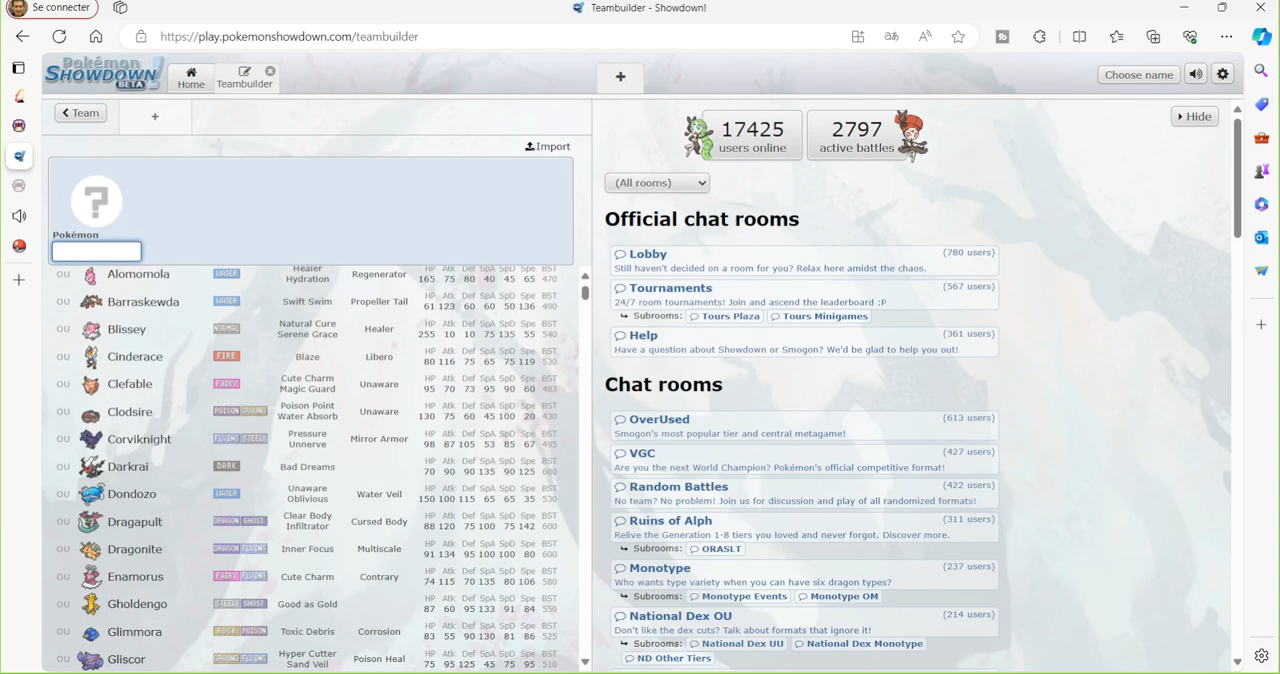 Se connecter
Teambuilder - Showdown!
https://play.pokemonshowdown.com/teambuilder
Pokémon
SHOWDOWN!
BETA
Home
Teambuilder
+
Choose name
< Team
+
Import
?
Pokémon
OU Alomomola WATER Healer Hydration Regenerator HP 165 Atk 75 Def 80 SpA 40 SpD 45 Spe 65 BST 470
OU Barraskewda WATER Swift Swim Propeller Tail HP 61 Atk 123 Def 60 SpA 60 SpD 50 Spe 136 BST 490
OU Blissey NORMAL Natural Cure Serene Grace Healer HP 255 Atk 10 Def 10 SpA 75 SpD 135 Spe 55 BST 540
OU Cinderace FIRE Blaze Libero HP 80 Atk 116 Def 75 SpA 65 SpD 75 Spe 119 BST 530
OU Clefable FAIRY Cute Charm Magic Guard Unaware HP 95 Atk 70 Def 73 SpA 95 SpD 90 Spe 60 BST 483
OU Clodsire POISON GROUND Poison Point Water Absorb Unaware HP 130 Atk 75 Def 60 SpA 45 SpD 100 Spe 20 BST 430
OU Corviknight FLYING STEEL Pressure Unnerve Mirror Armor HP 98 Atk 87 Def 105 SpA 53 SpD 85 Spe 67 BST 495
OU Darkrai DARK Bad Dreams HP 70 Atk 90 Def 90 SpA 135 SpD 90 Spe 125 BST 600
OU Dondozo WATER Unaware Oblivious Water Veil HP 150 Atk 100 Def 115 SpA 65 SpD 65 Spe 35 BST 530
OU Dragapult DRAGON GHOST Clear Body Infiltrator Cursed Body HP 88 Atk 120 Def 75 SpA 100 SpD 75 Spe 142 BST 600
OU Dragonite DRAGON FLYING Inner Focus Multiscale HP 91 Atk 134 Def 95 SpA 100 SpD 100 Spe 80 BST 600
OU Enamorus FAIRY FLYING Cute Charm Contrary HP 74 Atk 115 Def 70 SpA 135 SpD 80 Spe 106 BST 580
OU Gholdengo STEEL GHOST Good as Gold HP 87 Atk 60 Def 95 SpA 133 SpD 91 Spe 84 BST 550
OU Glimmora ROCK POISON Toxic Debris Corrosion HP 83 Atk 55 Def 90 SpA 130 SpD 81 Spe 86 BST 525
OU Gliscor GROUND FLYING Hyper Cutter Sand Veil Poison Heal HP 75 Atk 95 Def 125 SpA 45 SpD 75 Spe 95 BST 510
17425
users online
2797
active battles
Hide
(All rooms)
Official chat rooms
Lobby (780 users)
Still haven't decided on a room for you? Relax here amidst the chaos.
Tournaments (567 users)
24/7 room tournaments! Join and ascend the leaderboard :P
Subrooms: Tours Plaza Tours Minigames
Help (361 users)
Have a question about Showdown or Smogon? We'd be glad to help you out!
Chat rooms
OverUsed (613 users)
Smogon's most popular tier and central metagame!
VGC (427 users)
Are you the next World Champion? Pokémon's official competitive format!
Random Battles (422 users)
No team? No problem! Join us for discussion and play of all randomized formats!
Ruins of Alph (311 users)
Relive the Generation 1-8 tiers you loved and never forgot. Discover more.
Subrooms: ORASLT
Monotype (237 users)
Who wants type variety when you can have six dragon types?
Subrooms: Monotype Events Monotype OM
National Dex OU (214 users)
Don't like the dex cuts? Talk about formats that ignore it!
Subrooms: National Dex UU National Dex Monotype
ND Other Tiers